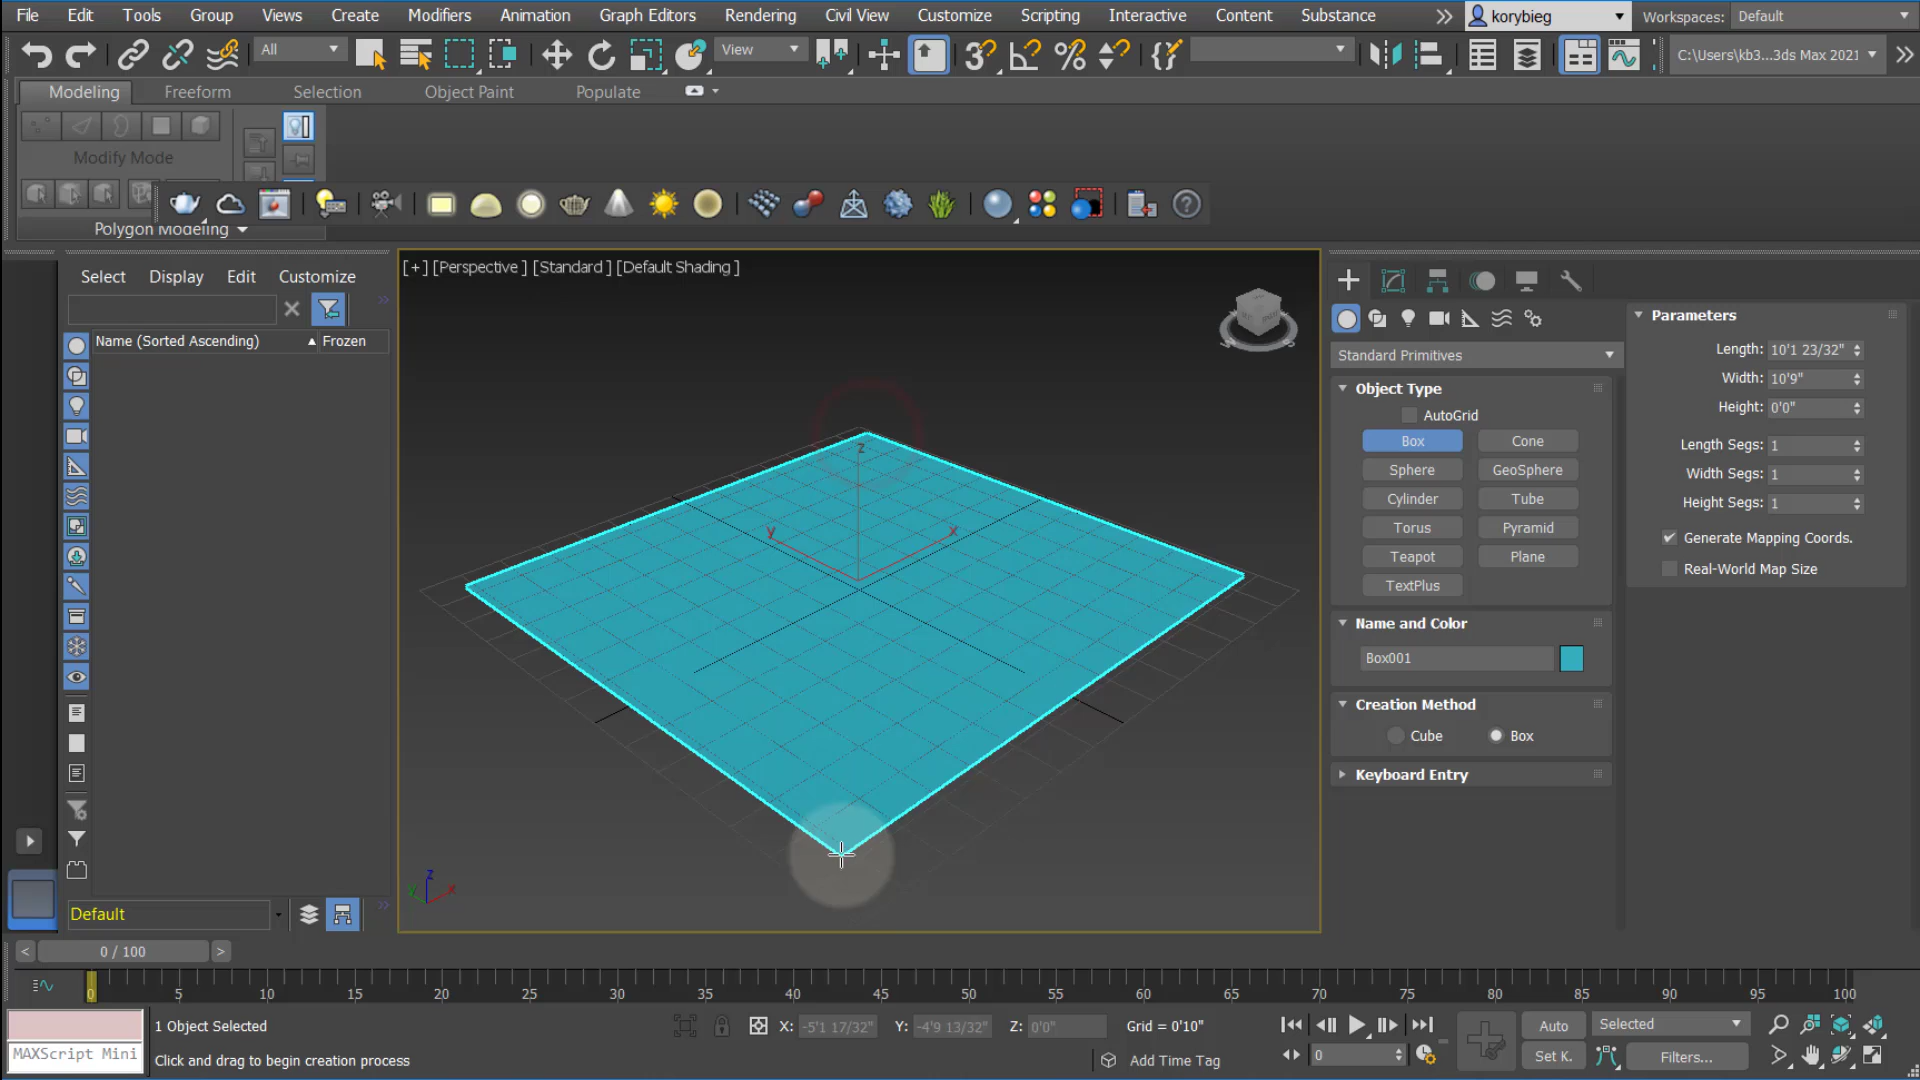 File Edit Tools Group Views Create Modifiers Animation Graph Editors Rendering Civil View Customize Scripting Interactive Content Substance korybieg Workspaces: Default
All View C:\Users\kb3...3ds Max 2021
Modeling Freeform Selection Object Paint Populate
Modify Mode
Polygon Modeling
Select Display Edit Customize
Name (Sorted Ascending) Frozen
[+] [Perspective ] [Standard ] [Default Shading ]
z
y
x
z
y
x
Standard Primitives
Object Type
AutoGrid
Box Cone
Sphere GeoSphere
Cylinder Tube
Torus Pyramid
Teapot Plane
TextPlus
Name and Color
Box001
Creation Method
Cube Box
Keyboard Entry
Parameters
Length: 10'1 23/32"
Width: 10'9"
Height: 0'0"
Length Segs: 1
Width Segs: 1
Height Segs: 1
Generate Mapping Coords.
Real-World Map Size
Default
< 0 / 100 >
0 5 10 15 20 25 30 35 40 45 50 55 60 65 70 75 80 85 90 95 100
1 Object Selected X: -5'1 17/32" Y: -4'9 13/32" Z: 0'0" Grid = 0'10" Auto Selected
MAXScript Mini Click and drag to begin creation process Add Time Tag 0 Set K. Filters...